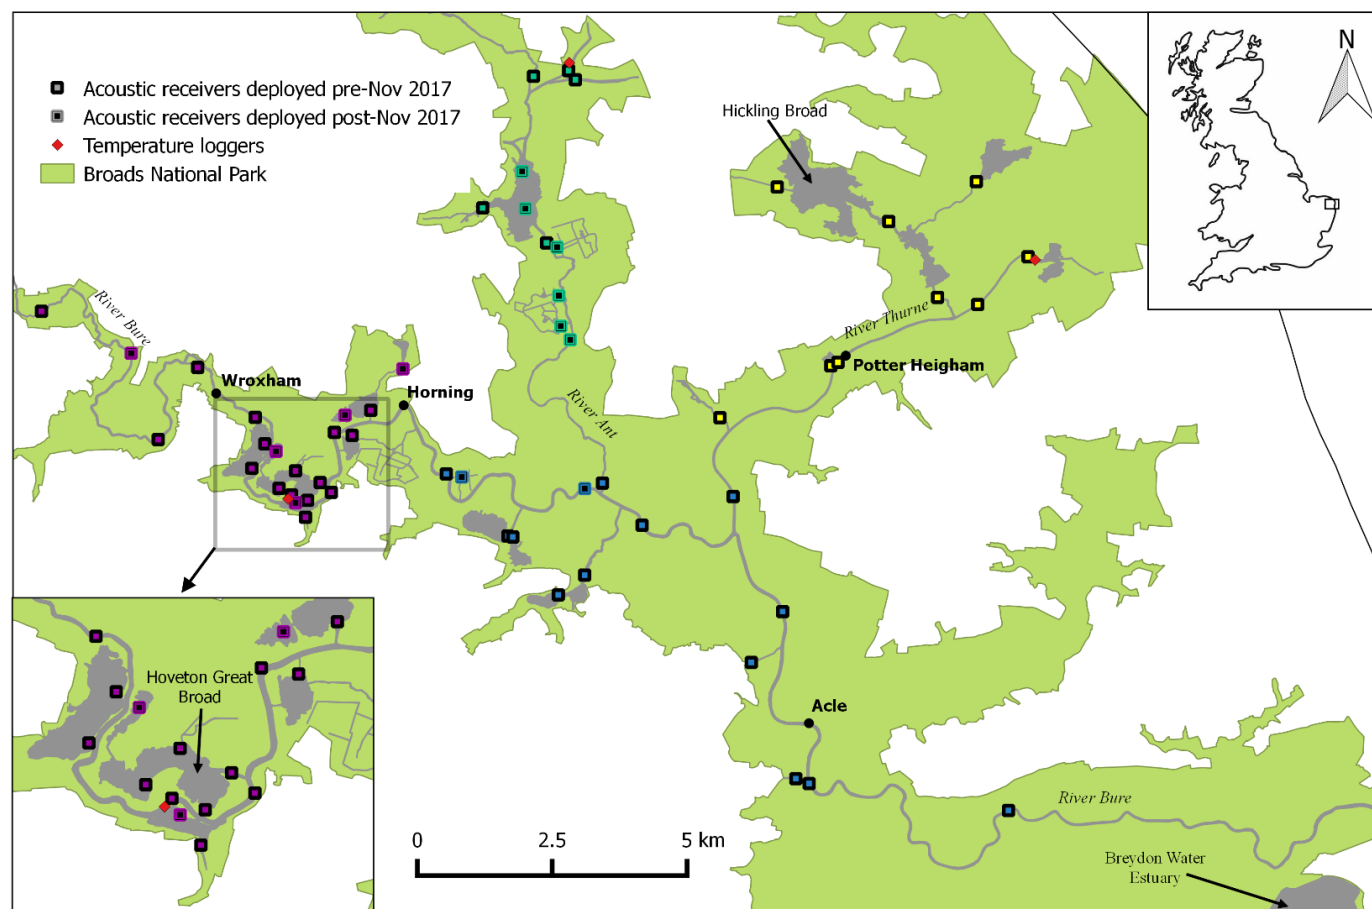 Acoustic receivers deployed pre-Nov 2017
Acoustic receivers deployed post-Nov 2017
Temperature loggers
Broads National Park
N
Hickling Broad
River Bure
River Thurne
Potter Heigham
Wroxham
Horning
River Ant
Hoveton Great
Broad
Acle
River Bure
0
2.5
5 km
Breydon Water
Estuary